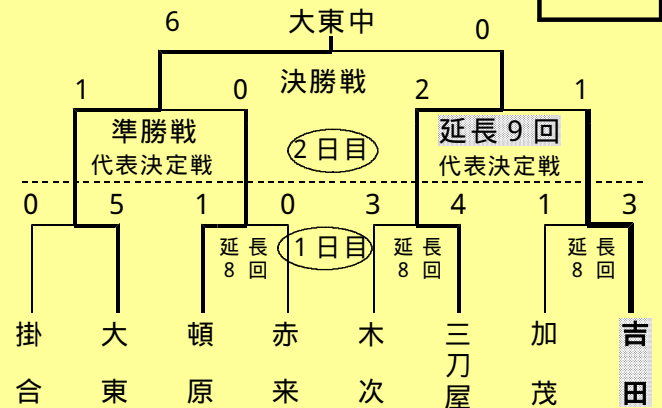 6 大東中 0
決勝戦
1 0 2 1
準勝戦 延長9回
2日目
代表決定戦 代表決定戦
0 5 1 0 3 4 1 3
延長 1日目 延長 延長
8回 8回 8回
掛合 大東 頓原 赤来 木次 三刀屋 加茂 吉田